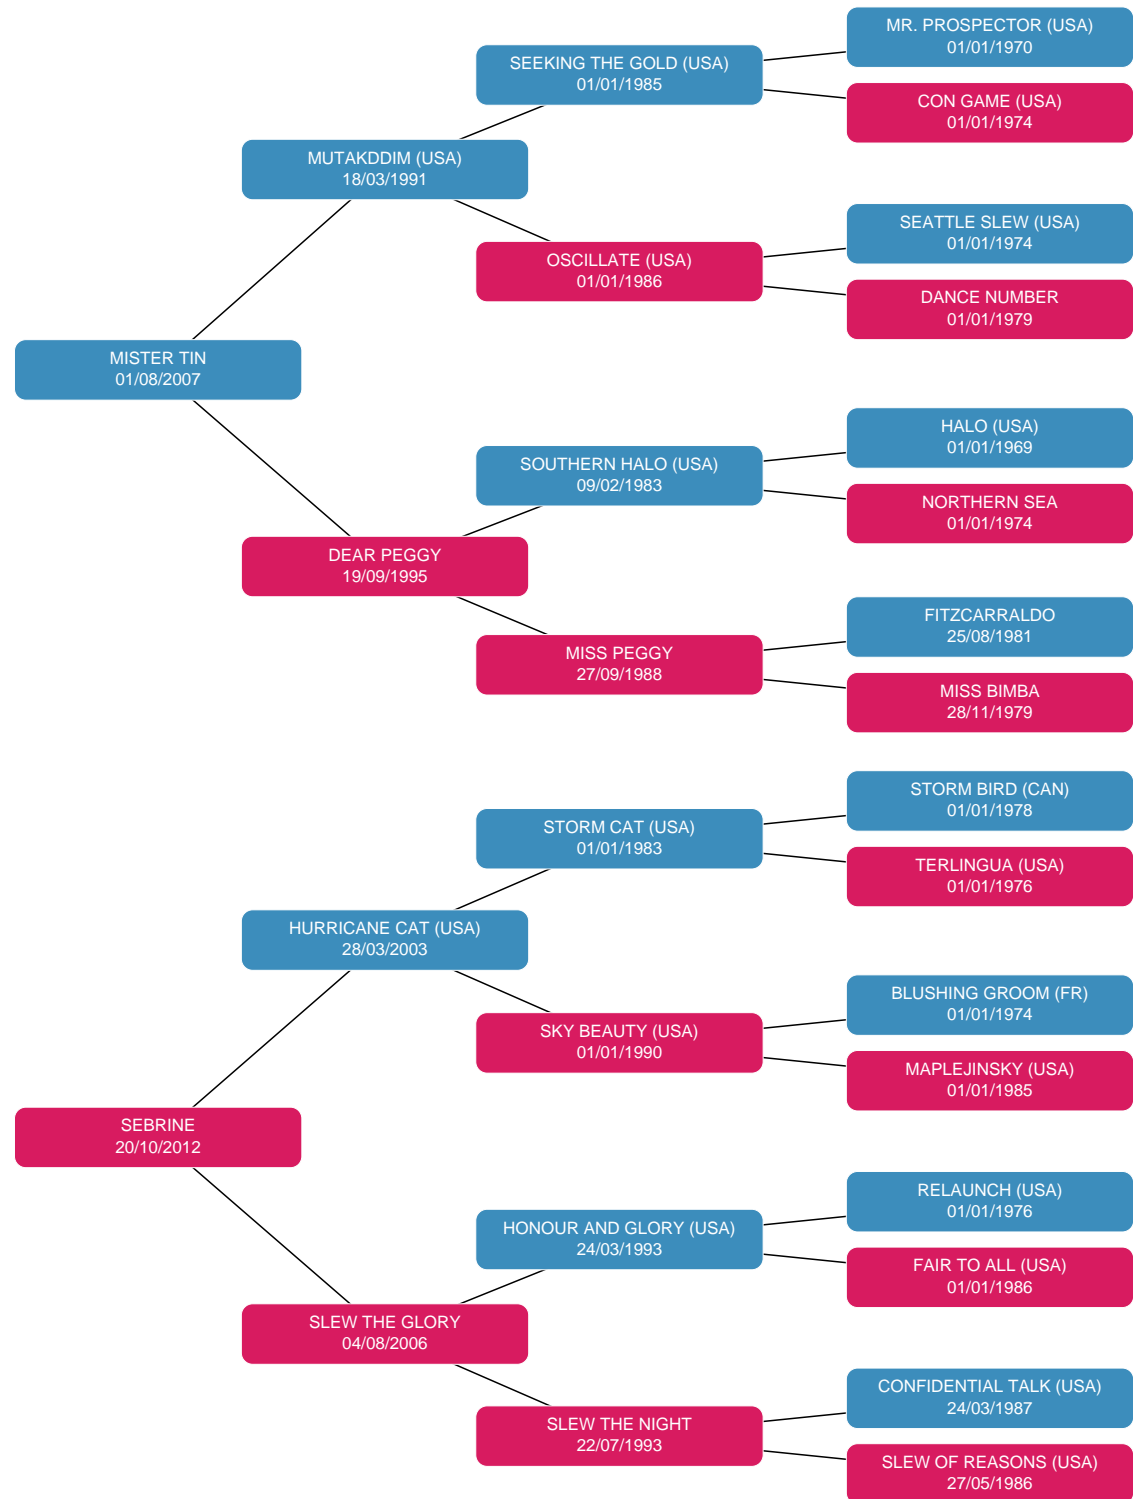 MR. PROSPECTOR (USA)
01/01/1970
SEEKING THE GOLD (USA)
01/01/1985
CON GAME (USA)
01/01/1974
MUTAKDDIM (USA)
18/03/1991
SEATTLE SLEW (USA)
01/01/1974
OSCILLATE (USA)
01/01/1986
DANCE NUMBER
01/01/1979
MISTER TIN
01/08/2007
HALO (USA)
01/01/1969
SOUTHERN HALO (USA)
09/02/1983
NORTHERN SEA
01/01/1974
DEAR PEGGY
19/09/1995
FITZCARRALDO
25/08/1981
MISS PEGGY
27/09/1988
MISS BIMBA
28/11/1979
STORM BIRD (CAN)
01/01/1978
STORM CAT (USA)
01/01/1983
TERLINGUA (USA)
01/01/1976
HURRICANE CAT (USA)
28/03/2003
BLUSHING GROOM (FR)
01/01/1974
SKY BEAUTY (USA)
01/01/1990
MAPLEJINSKY (USA)
01/01/1985
SEBRINE
20/10/2012
RELAUNCH (USA)
01/01/1976
HONOUR AND GLORY (USA)
24/03/1993
FAIR TO ALL (USA)
01/01/1986
SLEW THE GLORY
04/08/2006
CONFIDENTIAL TALK (USA)
24/03/1987
SLEW THE NIGHT
22/07/1993
SLEW OF REASONS (USA)
27/05/1986